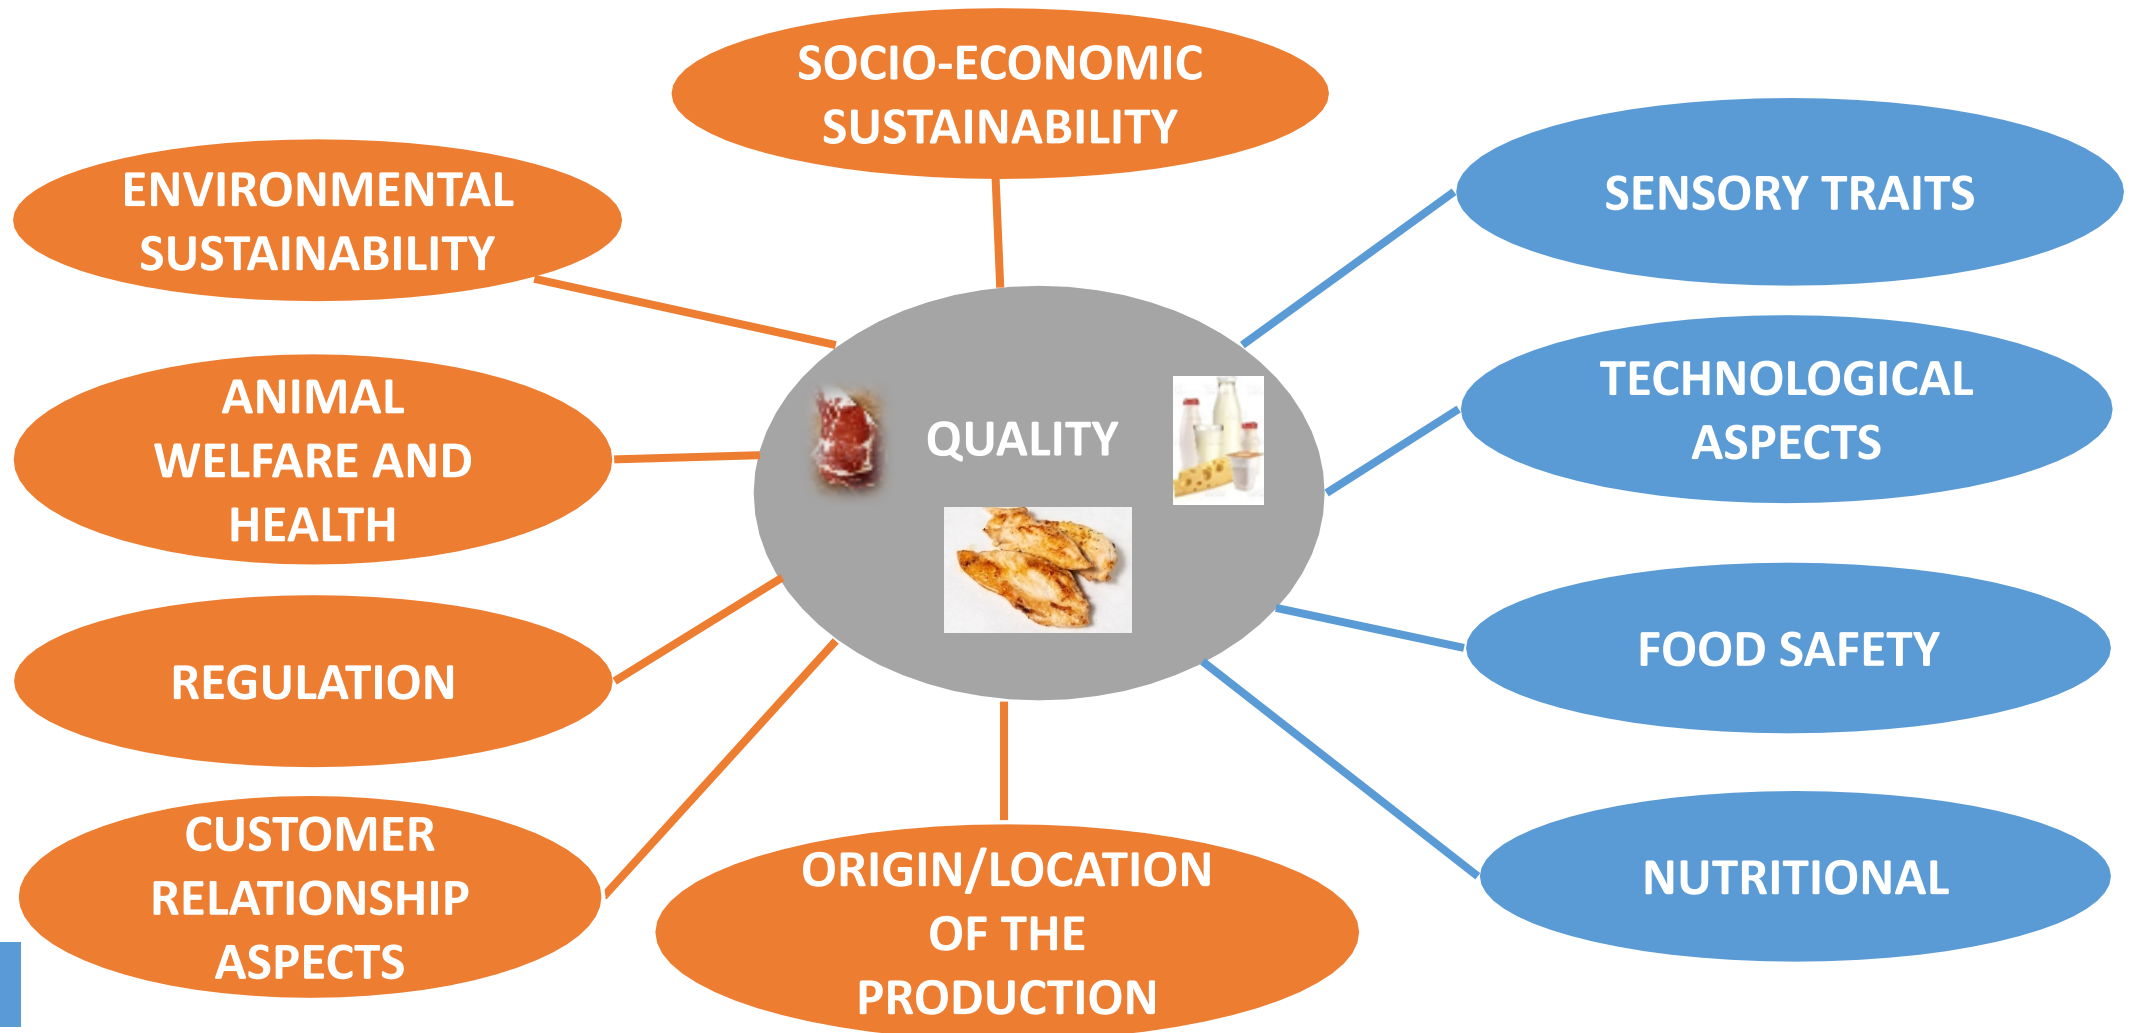 SOCIO-ECONOMIC
SUSTAINABILITY
ENVIRONMENTAL
SUSTAINABILITY
SENSORY TRAITS
ANIMAL
WELFARE AND
HEALTH
QUALITY
TECHNOLOGICAL
ASPECTS
REGULATION
FOOD SAFETY
CUSTOMER
RELATIONSHIP
ASPECTS
ORIGIN/LOCATION
OF THE
PRODUCTION
NUTRITIONAL